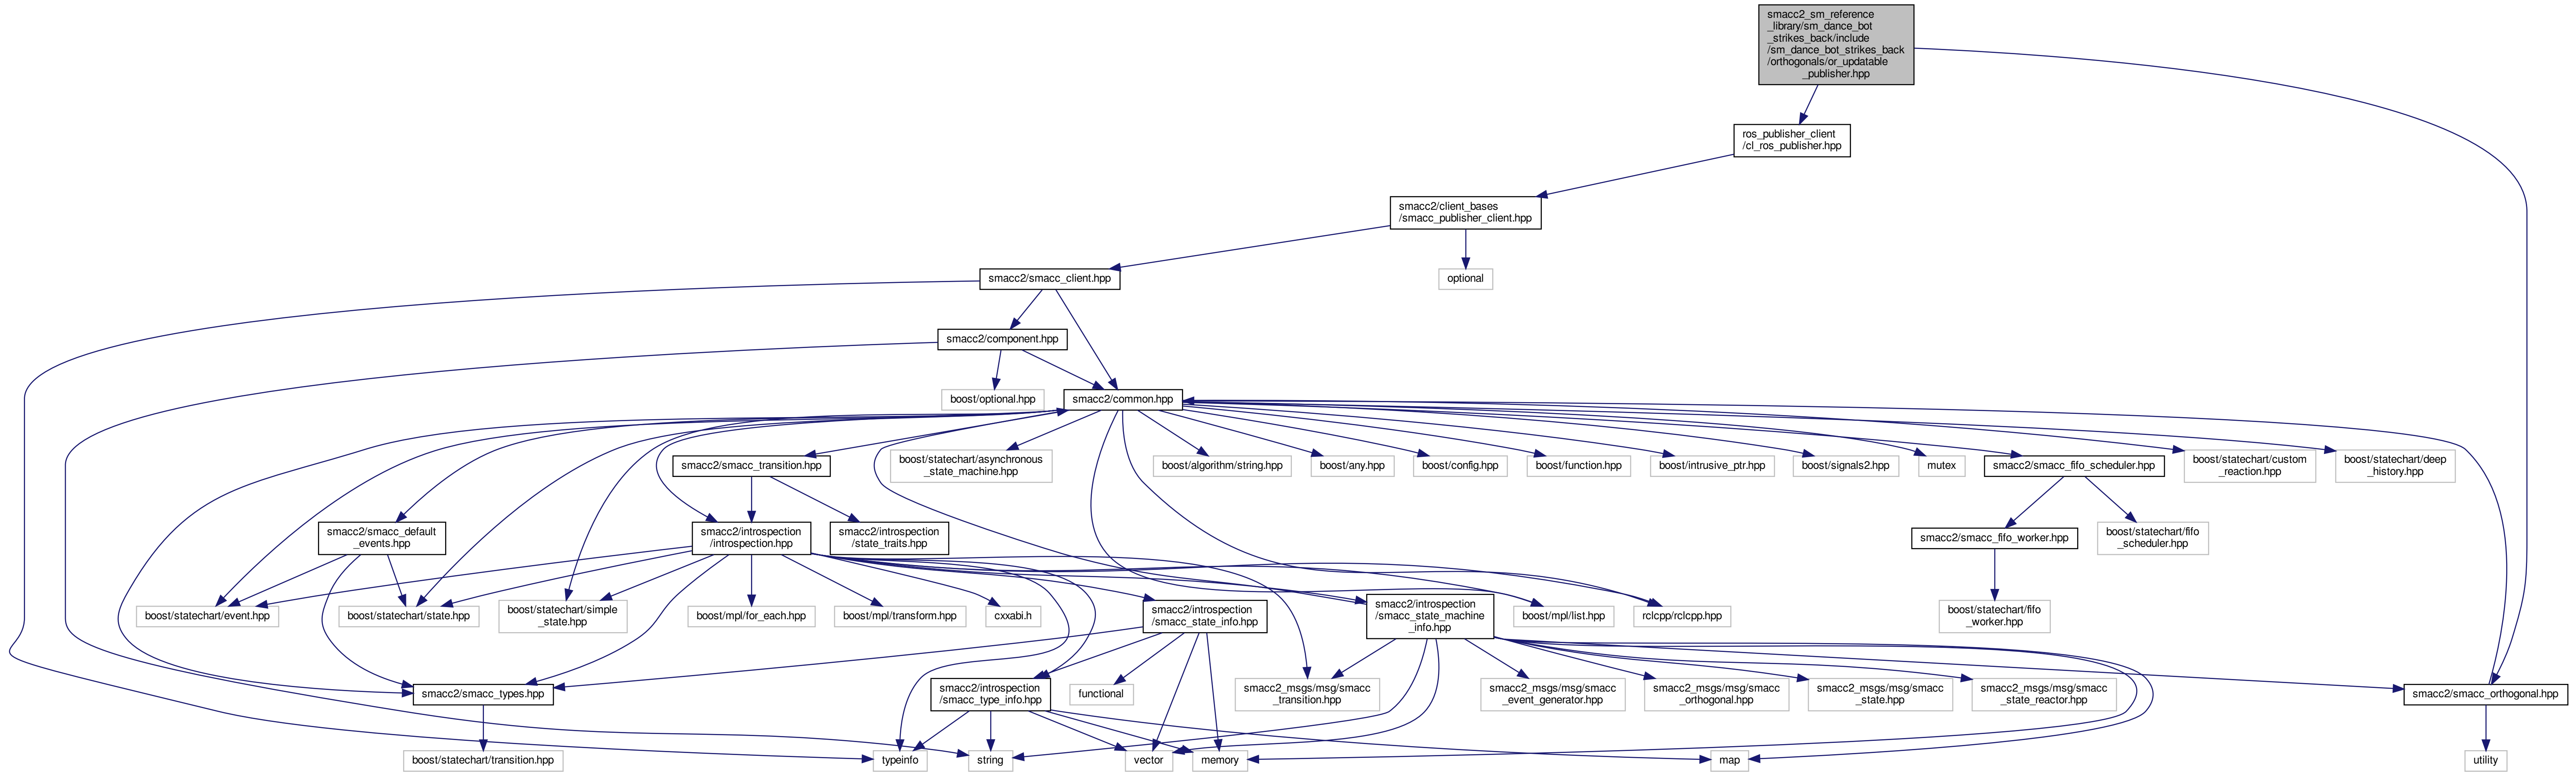 smacc2_sm_reference
_library/sm_dance_bot
_strikes_back/include
/sm_dance_bot_strikes_back
/orthogonals/or_updatable
_publisher.hpp
ros_publisher_client
/cl_ros_publisher.hpp
smacc2/client_bases
/smacc_publisher_client.hpp
smacc2/smacc_client.hpp
optional
smacc2/component.hpp
boost/optional.hpp
smacc2/common.hpp
smacc2/smacc_transition.hpp
boost/statechart/asynchronous
_state_machine.hpp
boost/algorithm/string.hpp
boost/any.hpp
boost/config.hpp
boost/function.hpp
boost/intrusive_ptr.hpp
boost/signals2.hpp
mutex
smacc2/smacc_fifo_scheduler.hpp
boost/statechart/custom
_reaction.hpp
boost/statechart/deep
_history.hpp
smacc2/smacc_default
_events.hpp
smacc2/introspection
/introspection.hpp
smacc2/introspection
/state_traits.hpp
smacc2/smacc_fifo_worker.hpp
boost/statechart/fifo
_scheduler.hpp
boost/statechart/event.hpp
boost/statechart/state.hpp
boost/statechart/simple
_state.hpp
boost/mpl/for_each.hpp
boost/mpl/transform.hpp
cxxabi.h
smacc2/introspection
/smacc_state_info.hpp
smacc2/introspection
/smacc_state_machine
_info.hpp
boost/mpl/list.hpp
rclcpp/rclcpp.hpp
boost/statechart/fifo
_worker.hpp
smacc2/smacc_types.hpp
smacc2/introspection
/smacc_type_info.hpp
functional
smacc2_msgs/msg/smacc
_transition.hpp
smacc2_msgs/msg/smacc
_event_generator.hpp
smacc2_msgs/msg/smacc
_orthogonal.hpp
smacc2_msgs/msg/smacc
_state.hpp
smacc2_msgs/msg/smacc
_state_reactor.hpp
smacc2/smacc_orthogonal.hpp
boost/statechart/transition.hpp
typeinfo
string
vector
memory
map
utility